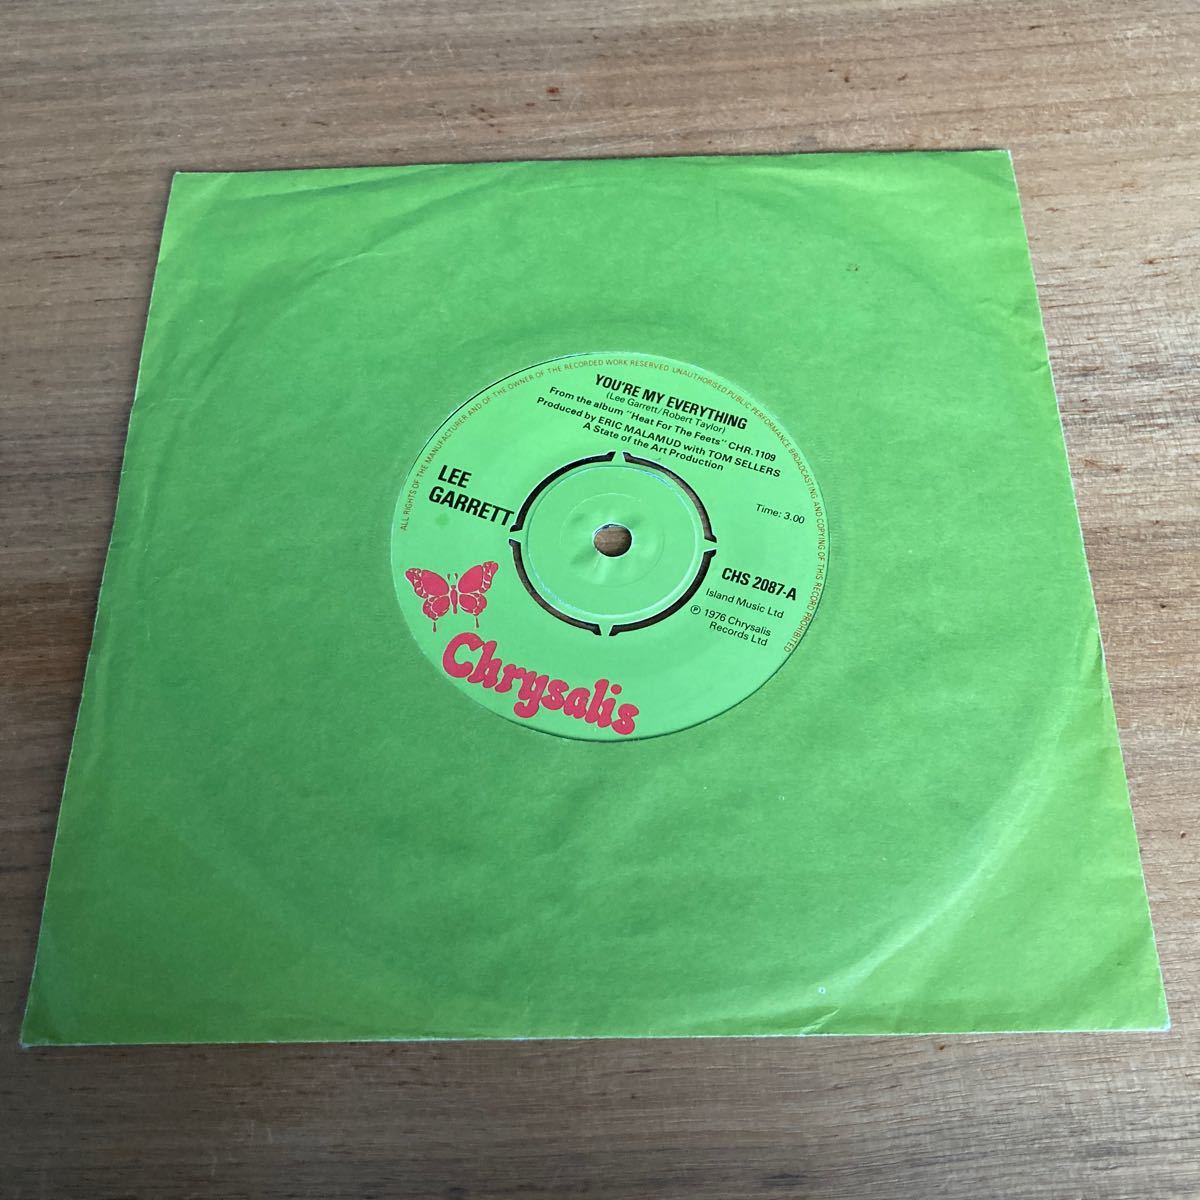 ALL RIGHTS OF THE MANUFACTURER AND OF THE OWNER OF THE RECORDED WORK RESERVED UNAUTHORISED PUBLIC PERFORMANCE BROADCASTING AND COPYING OF THIS RECORD PROHIBITED
YOU'RE MY EVERYTHING
(Lee Garrett/Robert Taylor)
From the album "Heat For The Feets" CHR.1109
Produced by ERIC MALAMUD with TOM SELLERS
A State of the Art Production
LEE
GARRETT
Time: 3.00
CHS 2087-A
Island Music Ltd
℗ 1976 Chrysalis
Records Ltd
Chrysalis